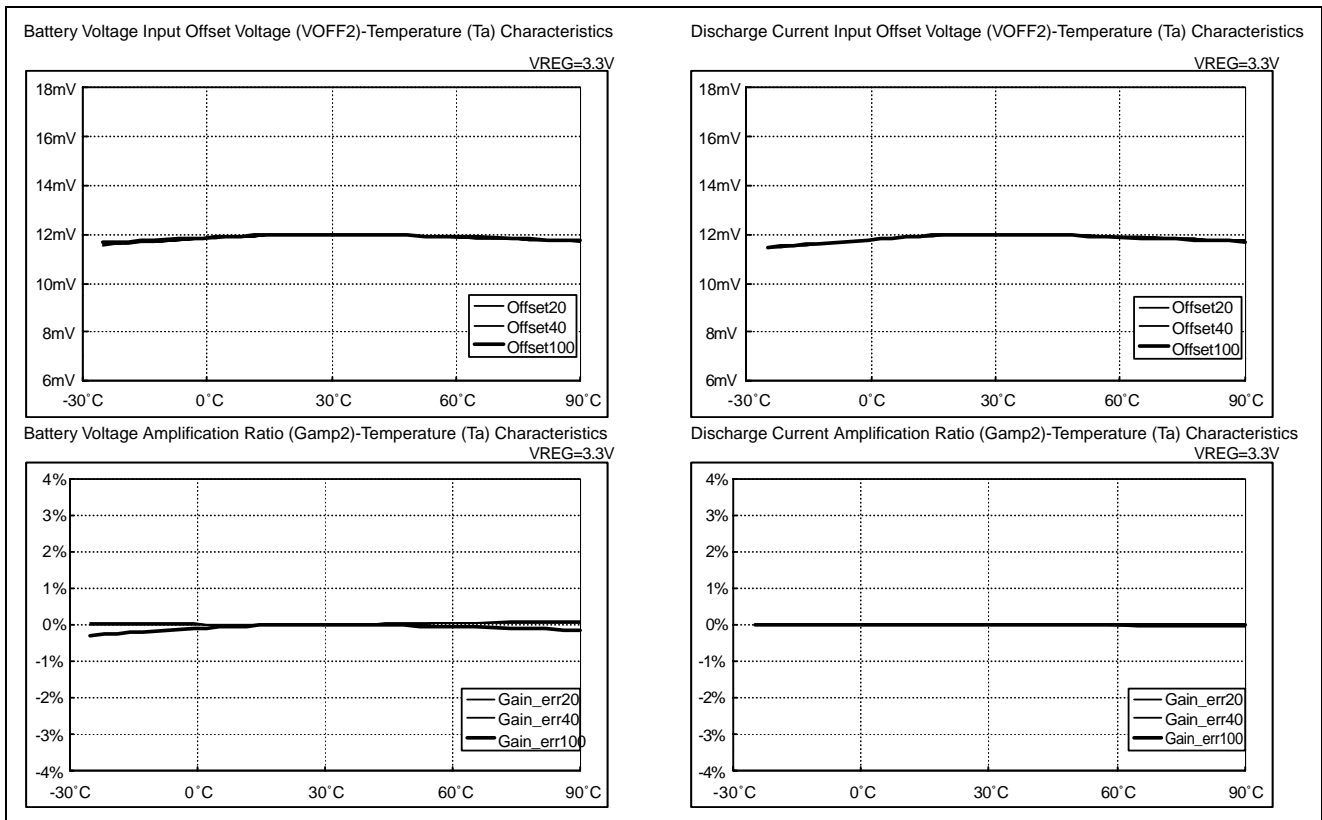 Battery Voltage Input Offset Voltage (VOFF2)-Temperature (Ta) Characteristics
VREG=3.3V
18mV
16mV
14mV
12mV
10mV
8mV
6mV
Offset20
Offset40
Offset100
-30˚C 0˚C 30˚C 60˚C 90˚C
Discharge Current Input Offset Voltage (VOFF2)-Temperature (Ta) Characteristics
VREG=3.3V
18mV
16mV
14mV
12mV
10mV
8mV
6mV
Offset20
Offset40
Offset100
-30˚C 0˚C 30˚C 60˚C 90˚C
Battery Voltage Amplification Ratio (Gamp2)-Temperature (Ta) Characteristics
VREG=3.3V
4%
3%
2%
1%
0%
-1%
-2%
-3%
-4%
Gain_err20
Gain_err40
Gain_err100
-30˚C 0˚C 30˚C 60˚C 90˚C
Discharge Current Amplification Ratio (Gamp2)-Temperature (Ta) Characteristics
VREG=3.3V
4%
3%
2%
1%
0%
-1%
-2%
-3%
-4%
Gain_err20
Gain_err40
Gain_err100
-30˚C 0˚C 30˚C 60˚C 90˚C